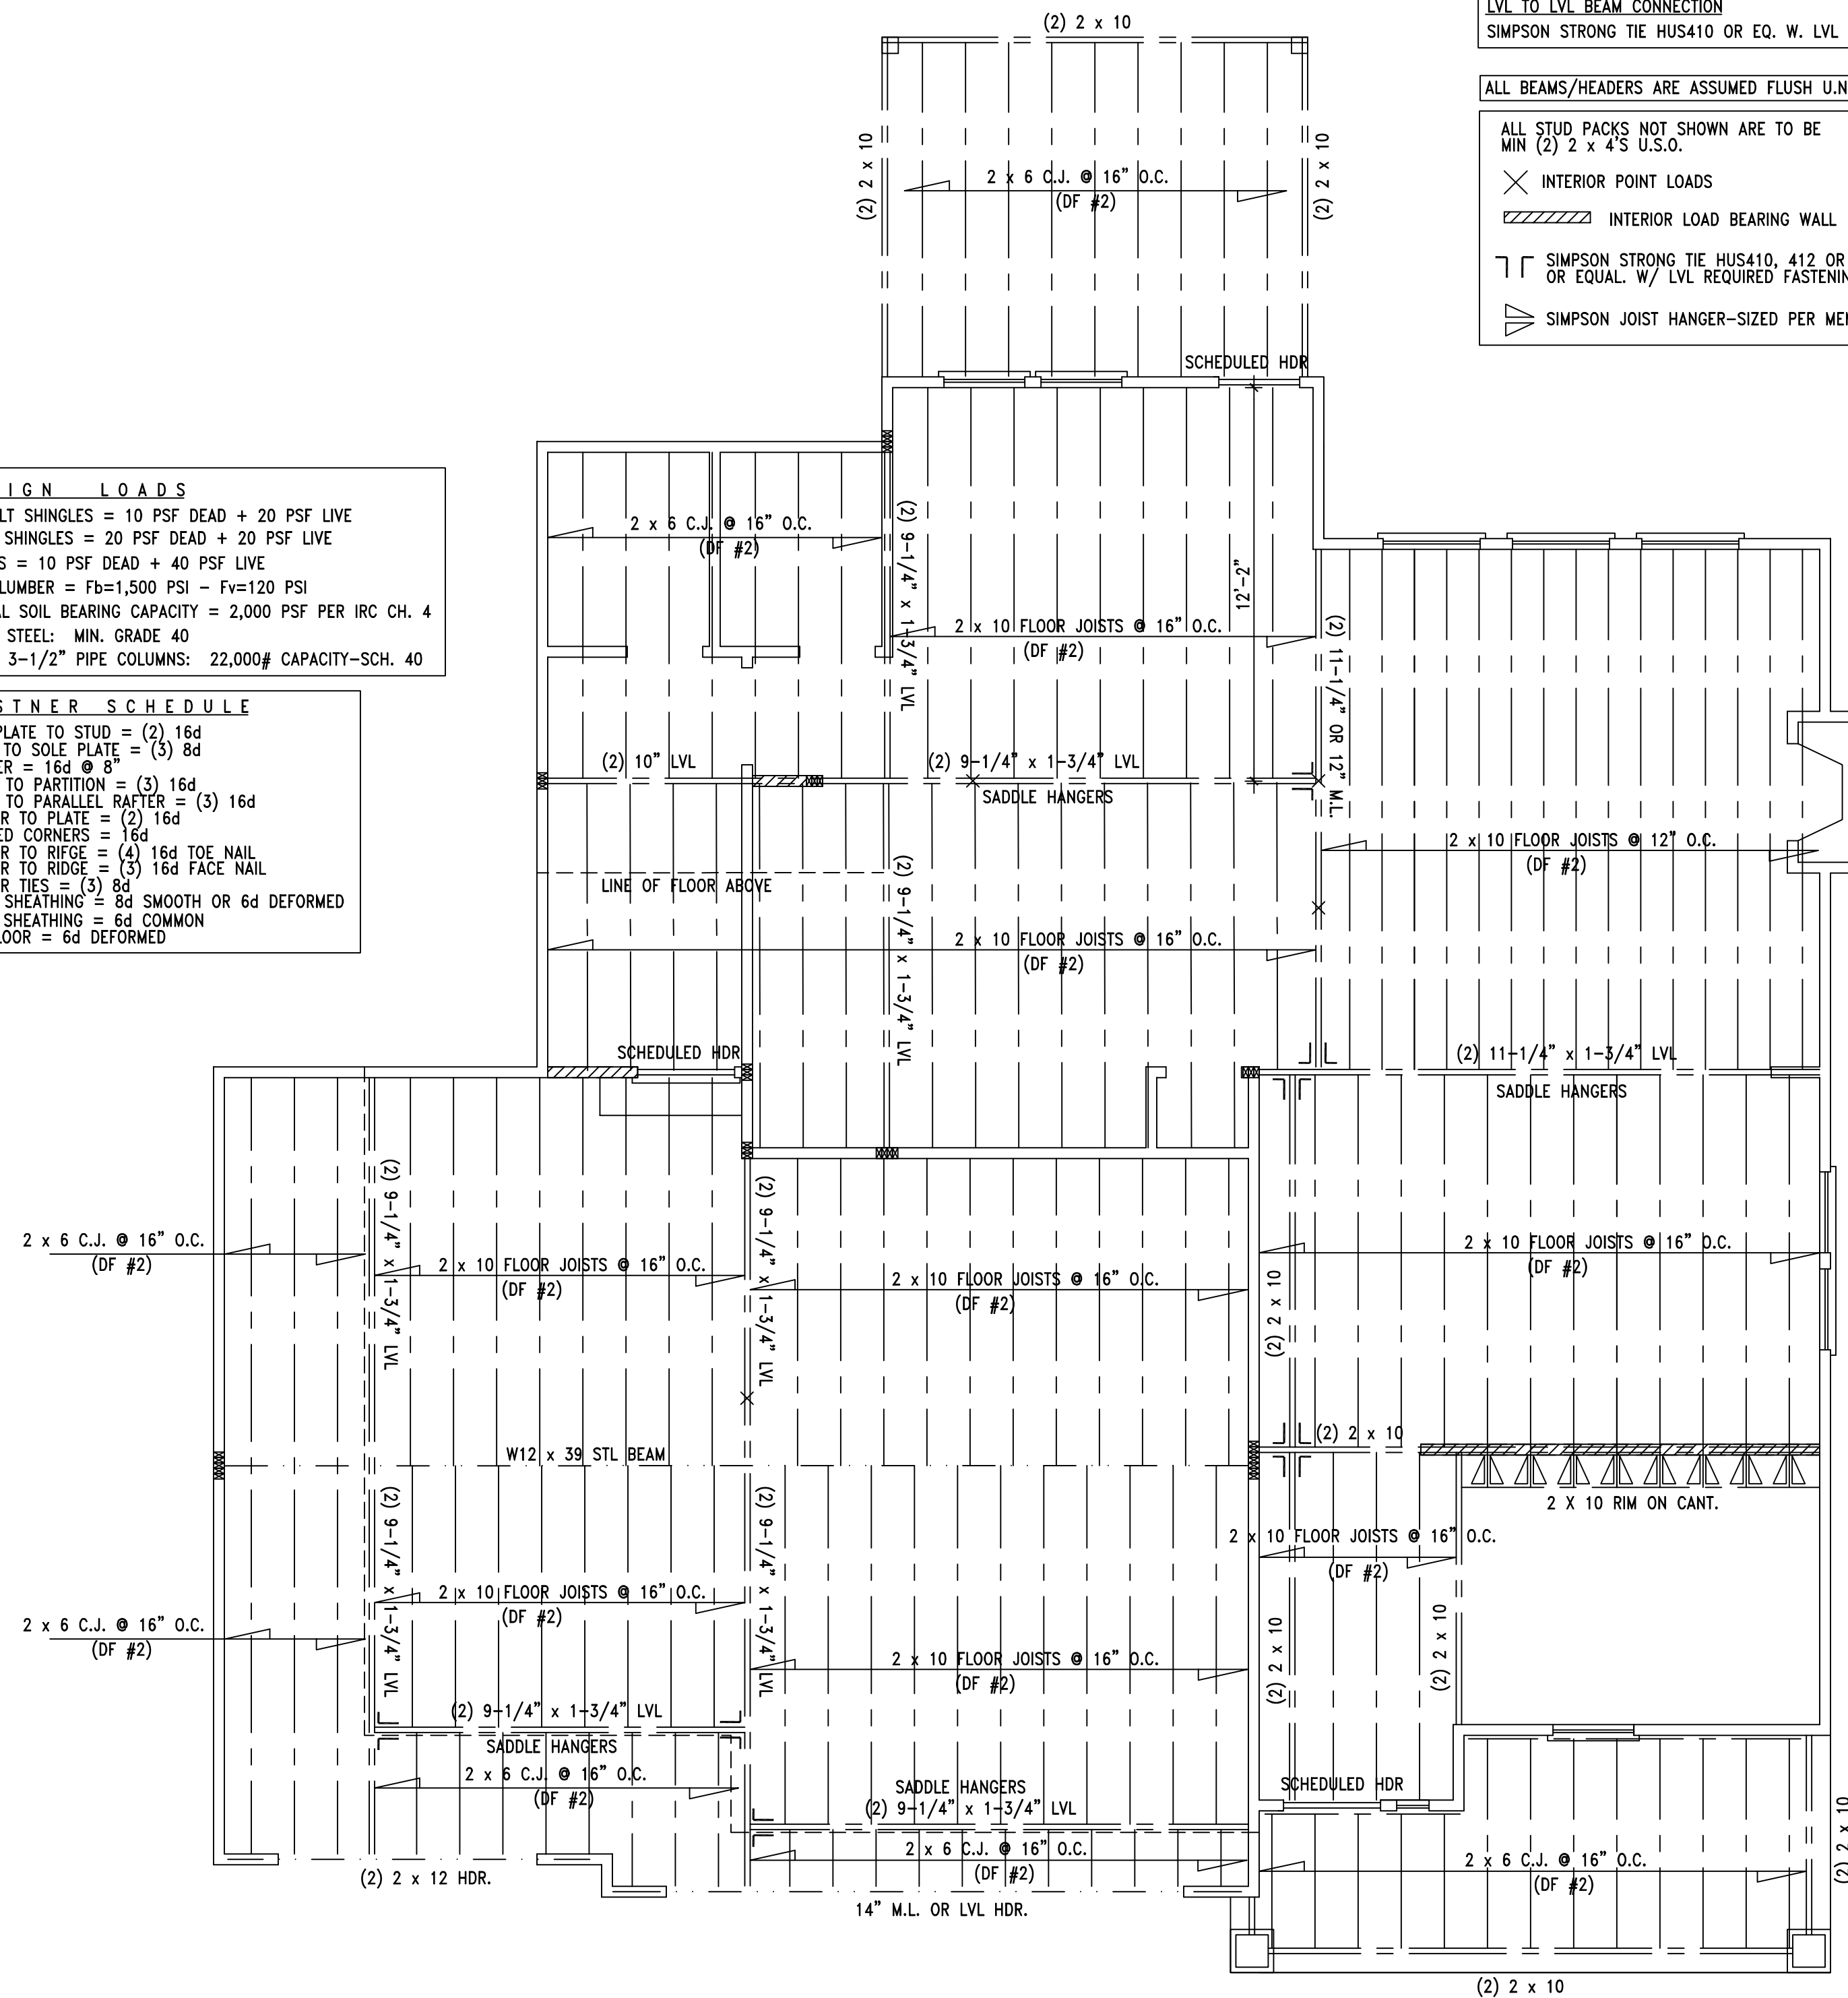 LVL TO LVL BEAM CONNECTION
SIMPSON STRONG TIE HUS410 OR EQ. W. LVL
ALL BEAMS/HEADERS ARE ASSUMED FLUSH U.N
ALL STUD PACKS NOT SHOWN ARE TO BE
MIN (2) 2 x 4'S U.S.O.
INTERIOR POINT LOADS
INTERIOR LOAD BEARING WALL
SIMPSON STRONG TIE HUS410, 412 OR
OR EQUAL. W/ LVL REQUIRED FASTENIN
SIMPSON JOIST HANGER-SIZED PER MEM
(2) 2 x 10
(2) 2 x 10
(2) 2 x 10
2 x 6 C.J. @ 16" O.C.
(DF #2)
SCHEDULED HDR
IGN LOADS
LT SHINGLES = 10 PSF DEAD + 20 PSF LIVE
SHINGLES = 20 PSF DEAD + 20 PSF LIVE
S = 10 PSF DEAD + 40 PSF LIVE
LUMBER = Fb=1,500 PSI - Fv=120 PSI
AL SOIL BEARING CAPACITY = 2,000 PSF PER IRC CH. 4
STEEL: MIN. GRADE 40
3-1/2" PIPE COLUMNS: 22,000# CAPACITY-SCH. 40
STNER SCHEDULE
PLATE TO STUD = (2) 16d
TO SOLE PLATE = (3) 8d
ER = 16d @ 8"
TO PARTITION = (3) 16d
TO PARALLEL RAFTER = (3) 16d
R TO PLATE = (2) 16d
ED CORNERS = 16d
R TO RIFGE = (4) 16d TOE NAIL
R TO RIDGE = (3) 16d FACE NAIL
R TIES = (3) 8d
SHEATHING = 8d SMOOTH OR 6d DEFORMED
SHEATHING = 6d COMMON
LOOR = 6d DEFORMED
2 x 6 C.J. @ 16" O.C.
(DF #2)
(2) 9-1/4" x 1-3/4" LVL
12'-2"
2 x 10 FLOOR JOISTS @ 16" O.C.
(DF #2)
(2) 11-1/4" OR 12" M.L.
(2) 10" LVL
(2) 9-1/4" x 1-3/4" LVL
SADDLE HANGERS
2 x 10 FLOOR JOISTS @ 12" O.C.
(DF #2)
LINE OF FLOOR ABOVE
(2) 9-1/4" x 1-3/4" LVL
2 x 10 FLOOR JOISTS @ 16" O.C.
(DF #2)
SCHEDULED HDR
(2) 11-1/4" x 1-3/4" LVL
SADDLE HANGERS
2 x 6 C.J. @ 16" O.C.
(DF #2)
(2) 9-1/4" x 1-3/4" LVL
2 x 10 FLOOR JOISTS @ 16" O.C.
(DF #2)
(2) 9-1/4" x 1-3/4" LVL
2 x 10 FLOOR JOISTS @ 16" O.C.
(DF #2)
(2) 2 x 10
2 x 10 FLOOR JOISTS @ 16" O.C.
(DF #2)
W12 x 39 STL BEAM
(2) 2 x 10
2 X 10 RIM ON CANT.
2 x 10 FLOOR JOISTS @ 16" O.C.
(DF #2)
2 x 6 C.J. @ 16" O.C.
(DF #2)
(2) 9-1/4" x 1-3/4" LVL
2 x 10 FLOOR JOISTS @ 16" O.C.
(DF #2)
(2) 9-1/4" x 1-3/4" LVL
2 x 10 FLOOR JOISTS @ 16" O.C.
(DF #2)
(2) 2 x 10
(2) 2 x 10
(2) 9-1/4" x 1-3/4" LVL
SADDLE HANGERS
2 x 6 C.J. @ 16" O.C.
(DF #2)
SADDLE HANGERS
(2) 9-1/4" x 1-3/4" LVL
2 x 6 C.J. @ 16" O.C.
(DF #2)
SCHEDULED HDR
2 x 6 C.J. @ 16" O.C.
(DF #2)
(2) 2 x 10
(2) 2 x 12 HDR.
14" M.L. OR LVL HDR.
(2) 2 x 10